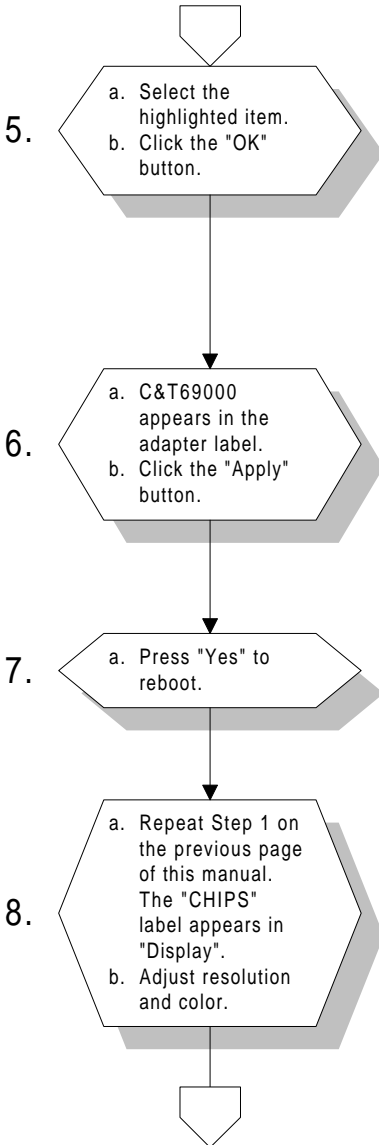 5.
a. Select the
highlighted item.
b. Click the "OK"
button.
6.
a. C&T69000
appears in the
adapter label.
b. Click the "Apply"
button.
7.
a. Press "Yes" to
reboot.
8.
a. Repeat Step 1 on
the previous page
of this manual.
The "CHIPS"
label appears in
"Display".
b. Adjust resolution
and color.